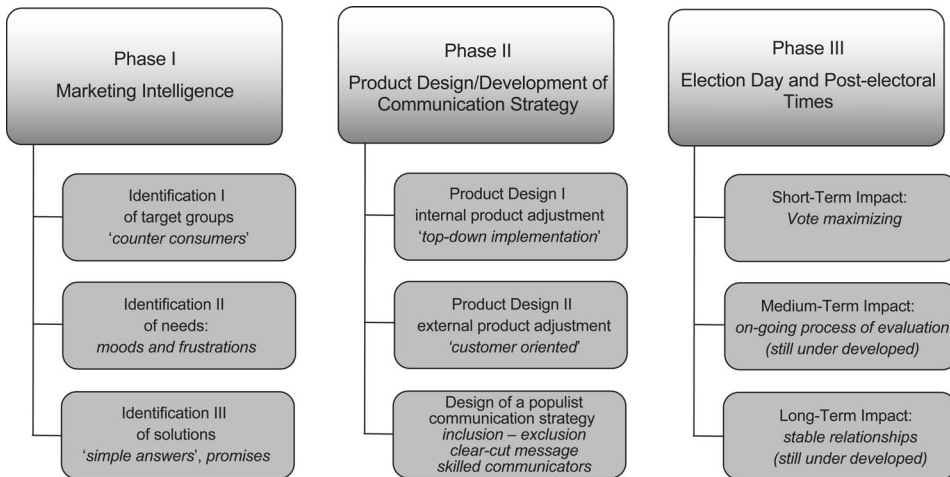 Phase I
Marketing Intelligence
Identification I
of target groups
‘counter consumers’
Identification II
of needs:
moods and frustrations
Identification III
of solutions
‘simple answers’, promises
Phase II
Product Design/Development of
Communication Strategy
Product Design I
internal product adjustment
‘top-down implementation’
Product Design II
external product adjustment
‘customer oriented’
Design of a populist
communication strategy
inclusion – exclusion
clear-cut message
skilled communicators
Phase III
Election Day and Post-electoral
Times
Short-Term Impact:
Vote maximizing
Medium-Term Impact:
on-going process of evaluation
(still under developed)
Long-Term Impact:
stable relationships
(still under developed)